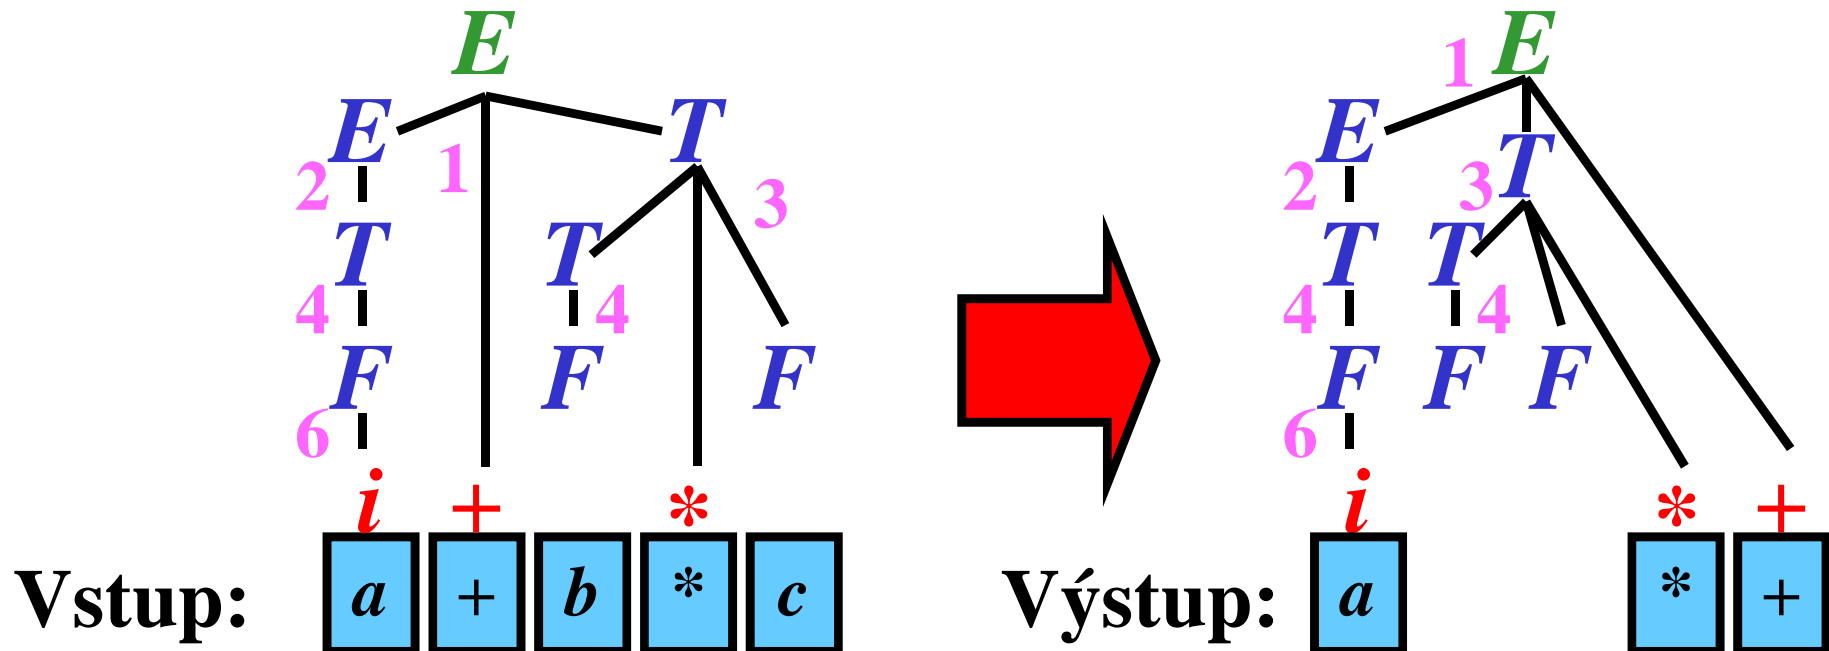 E 1 E
E T E
2 1 3 2 3 T
T T T T
4 4 4 4
F F F F F F
6 6
i + * i * +
Vstup: a + b * c Výstup: a * +